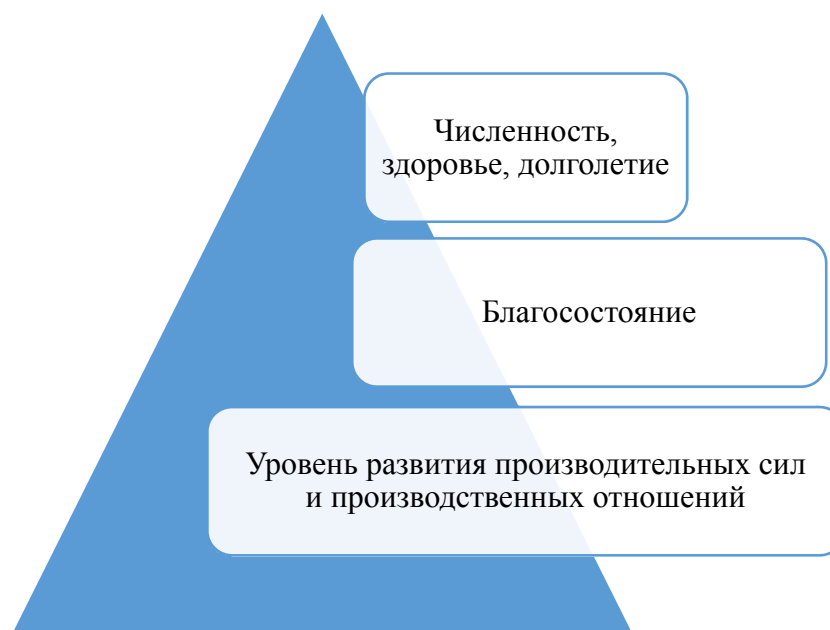 Численность,
здоровье, долголетие
Благосостояние
Уровень развития производительных сил
и производственных отношений